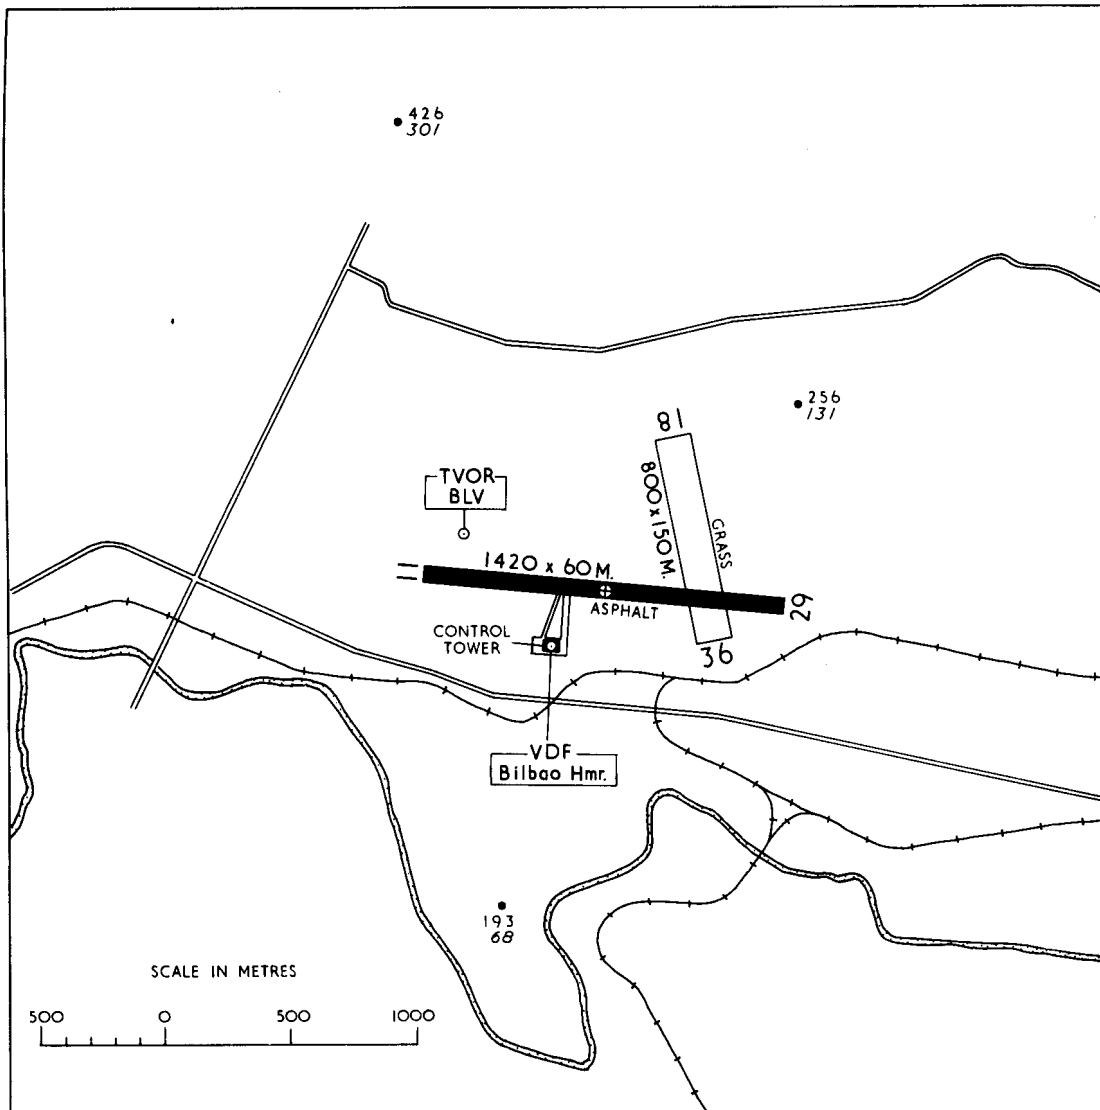 426
301
256
131
18
TVOR
BLV
800 x 150 M.
GRASS
1420 x 60 M.
11
ASPHALT
29
CONTROL
TOWER
36
VDF
Bilbao Hmr.
193
68
SCALE IN METRES
500 0 500 1000